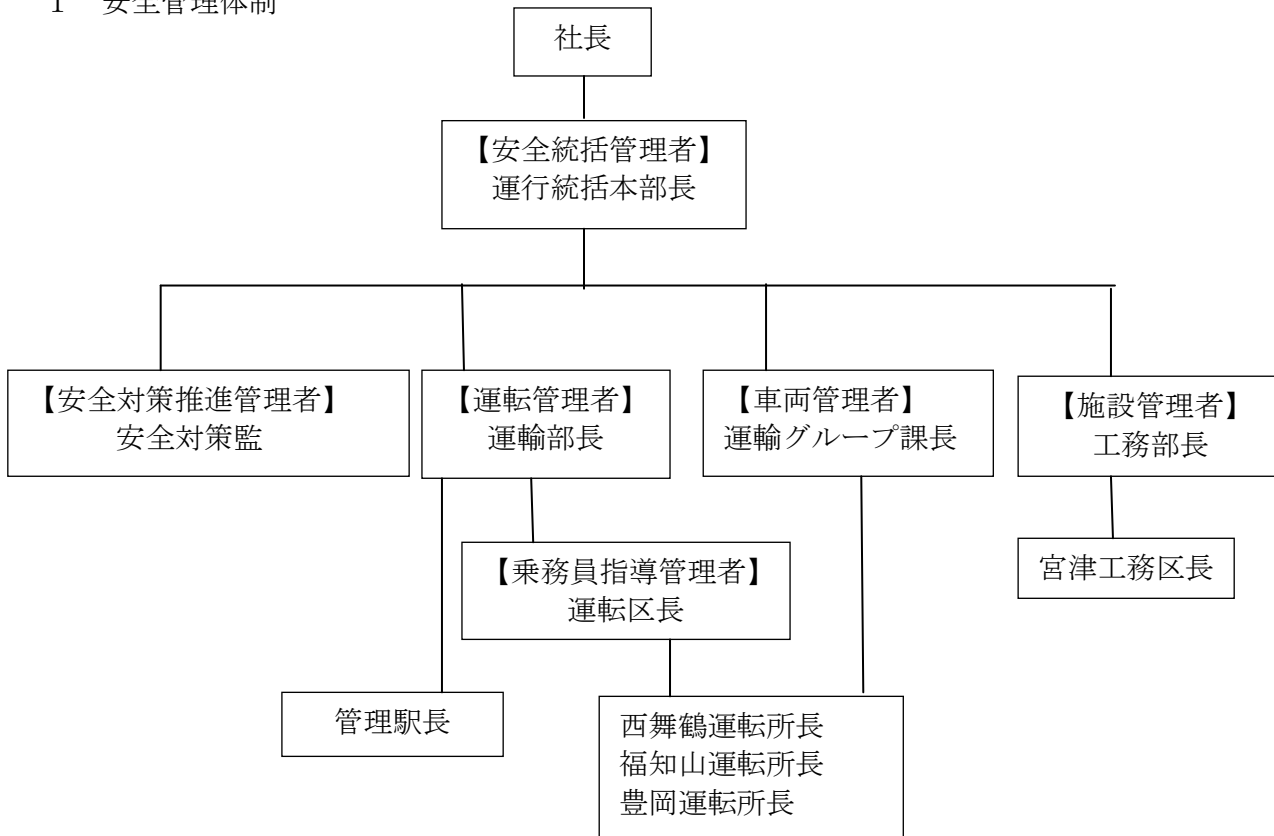 1 安全管理体制
社長
【安全統括管理者】
運行統括本部長
【安全対策推進管理者】
安全対策監
【運転管理者】
運輸部長
【車両管理者】
運輸グループ課長
【施設管理者】
工務部長
【乗務員指導管理者】
運転区長
宮津工務区長
管理駅長
西舞鶴運転所長
福知山運転所長
豊岡運転所長